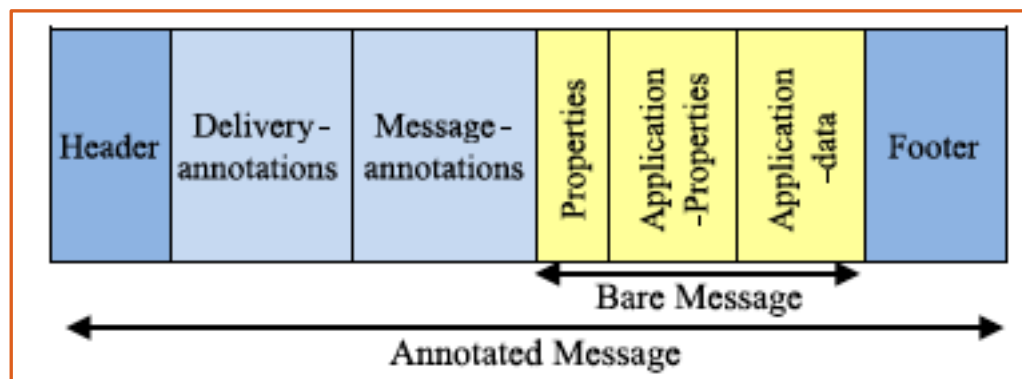 Header
Delivery-
annotations
Message-
annotations
Properties
Application
-Properties
Application
-data
Footer
Bare Message
Annotated Message